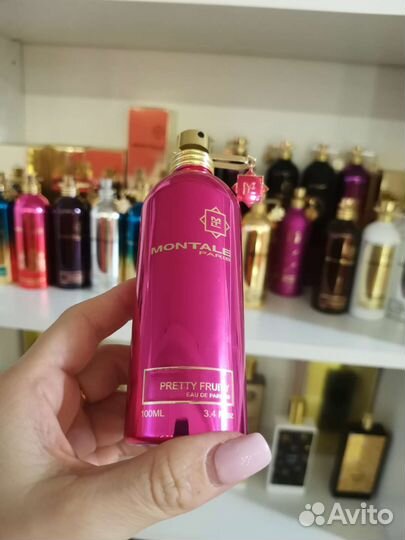 MONTALE
PARIS
PRETTY FRUITY
EAU DE PARFUM
100ML 3.4 fl.oz
Avito